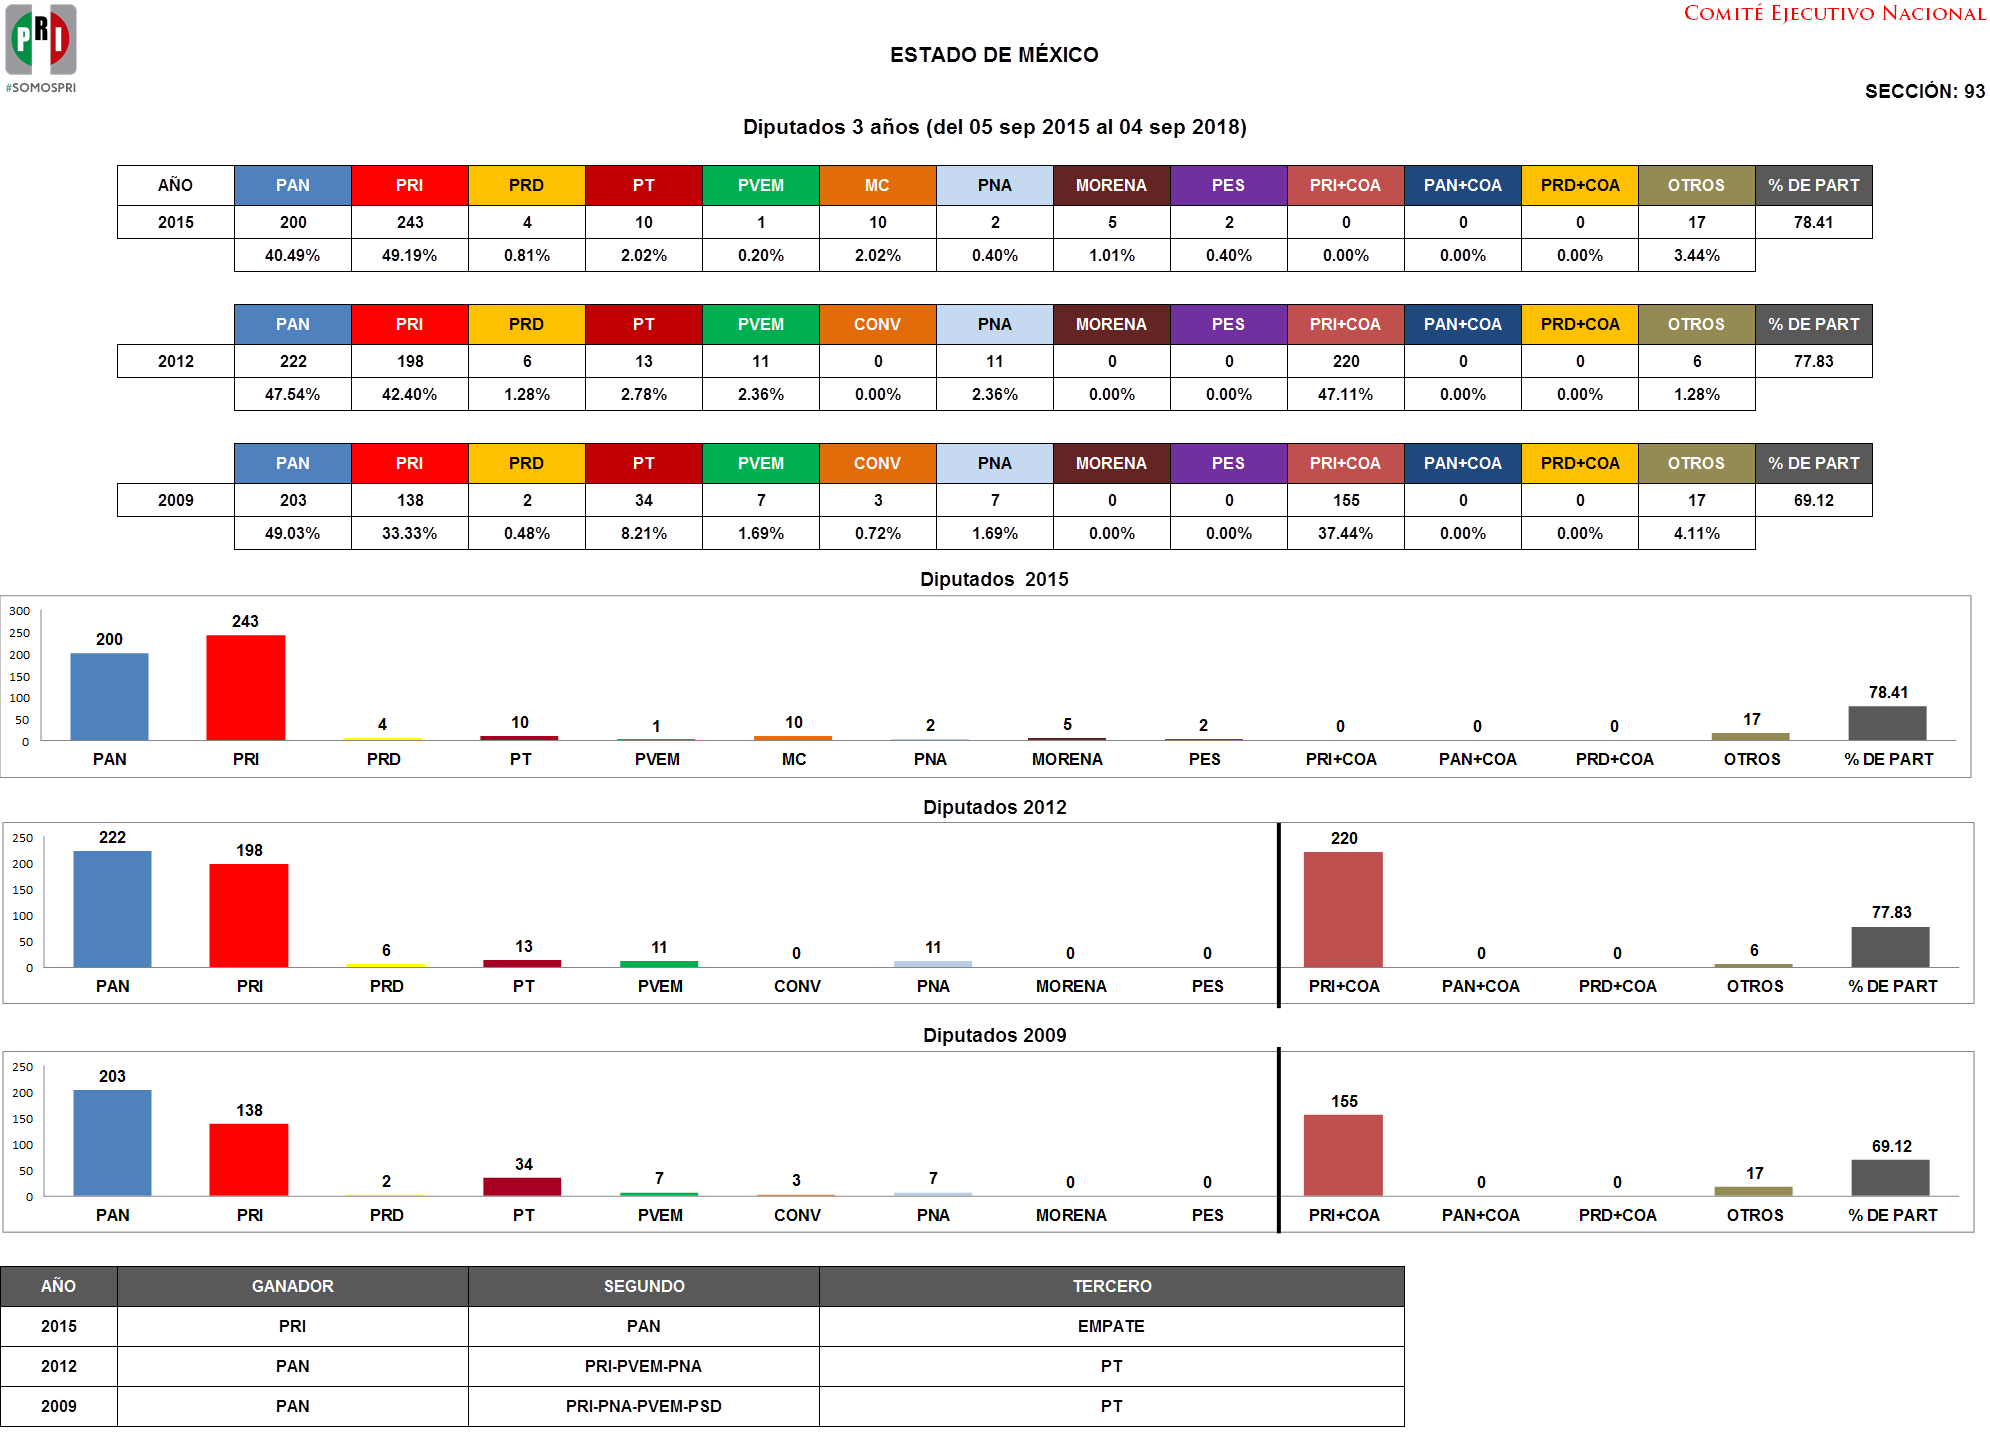 PRI
#SOMOSPRI
COMITÉ EJECUTIVO NACIONAL
ESTADO DE MÉXICO
SECCIÓN: 93
Diputados 3 años (del 05 sep 2015 al 04 sep 2018)
AÑO PAN PRI PRD PT PVEM MC PNA MORENA PES PRI+COA PAN+COA PRD+COA OTROS % DE PART
2015 200 243 4 10 1 10 2 5 2 0 0 0 17 78.41
40.49% 49.19% 0.81% 2.02% 0.20% 2.02% 0.40% 1.01% 0.40% 0.00% 0.00% 0.00% 3.44%
PAN PRI PRD PT PVEM CONV PNA MORENA PES PRI+COA PAN+COA PRD+COA OTROS % DE PART
2012 222 198 6 13 11 0 11 0 0 220 0 0 6 77.83
47.54% 42.40% 1.28% 2.78% 2.36% 0.00% 2.36% 0.00% 0.00% 47.11% 0.00% 0.00% 1.28%
PAN PRI PRD PT PVEM CONV PNA MORENA PES PRI+COA PAN+COA PRD+COA OTROS % DE PART
2009 203 138 2 34 7 3 7 0 0 155 0 0 17 69.12
49.03% 33.33% 0.48% 8.21% 1.69% 0.72% 1.69% 0.00% 0.00% 37.44% 0.00% 0.00% 4.11%
Diputados 2015
300
250
200
150
100
50
0
200 243 4 10 1 10 2 5 2 0 0 0 17 78.41
PAN PRI PRD PT PVEM MC PNA MORENA PES PRI+COA PAN+COA PRD+COA OTROS % DE PART
Diputados 2012
250
200
150
100
50
0
222 198 6 13 11 0 11 0 0 220 0 0 6 77.83
PAN PRI PRD PT PVEM CONV PNA MORENA PES PRI+COA PAN+COA PRD+COA OTROS % DE PART
Diputados 2009
250
200
150
100
50
0
203 138 2 34 7 3 7 0 0 155 0 0 17 69.12
PAN PRI PRD PT PVEM CONV PNA MORENA PES PRI+COA PAN+COA PRD+COA OTROS % DE PART
AÑO GANADOR SEGUNDO TERCERO
2015 PRI PAN EMPATE
2012 PAN PRI-PVEM-PNA PT
2009 PAN PRI-PNA-PVEM-PSD PT